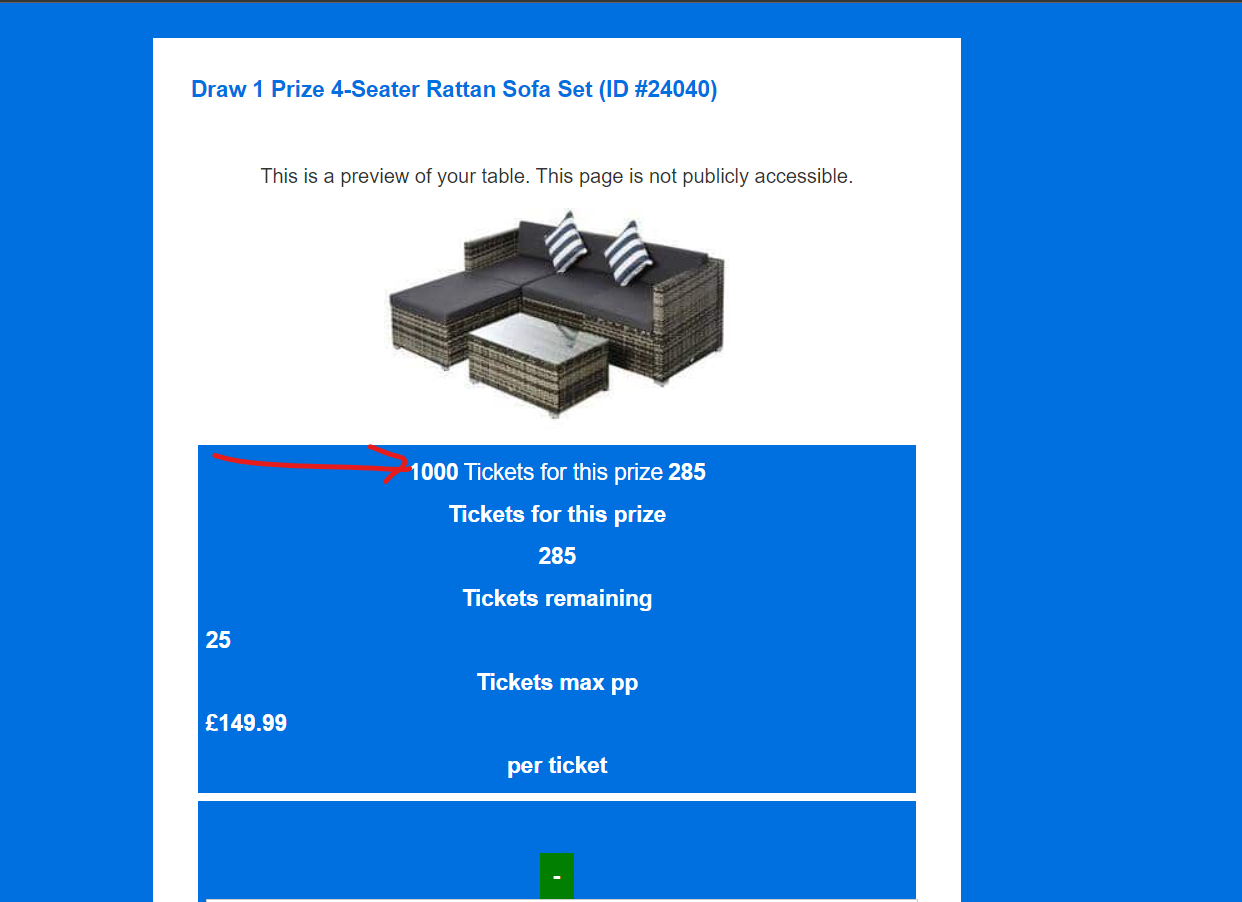 Draw 1 Prize 4-Seater Rattan Sofa Set (ID #24040)
This is a preview of your table. This page is not publicly accessible.
1000 Tickets for this prize 285
Tickets for this prize
285
Tickets remaining
25
Tickets max pp
£149.99
per ticket
-